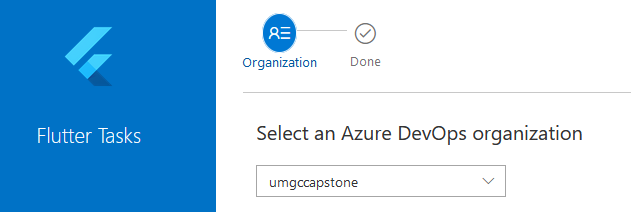 Flutter Tasks
Organization
Done
Select an Azure DevOps organization
umgccapstone